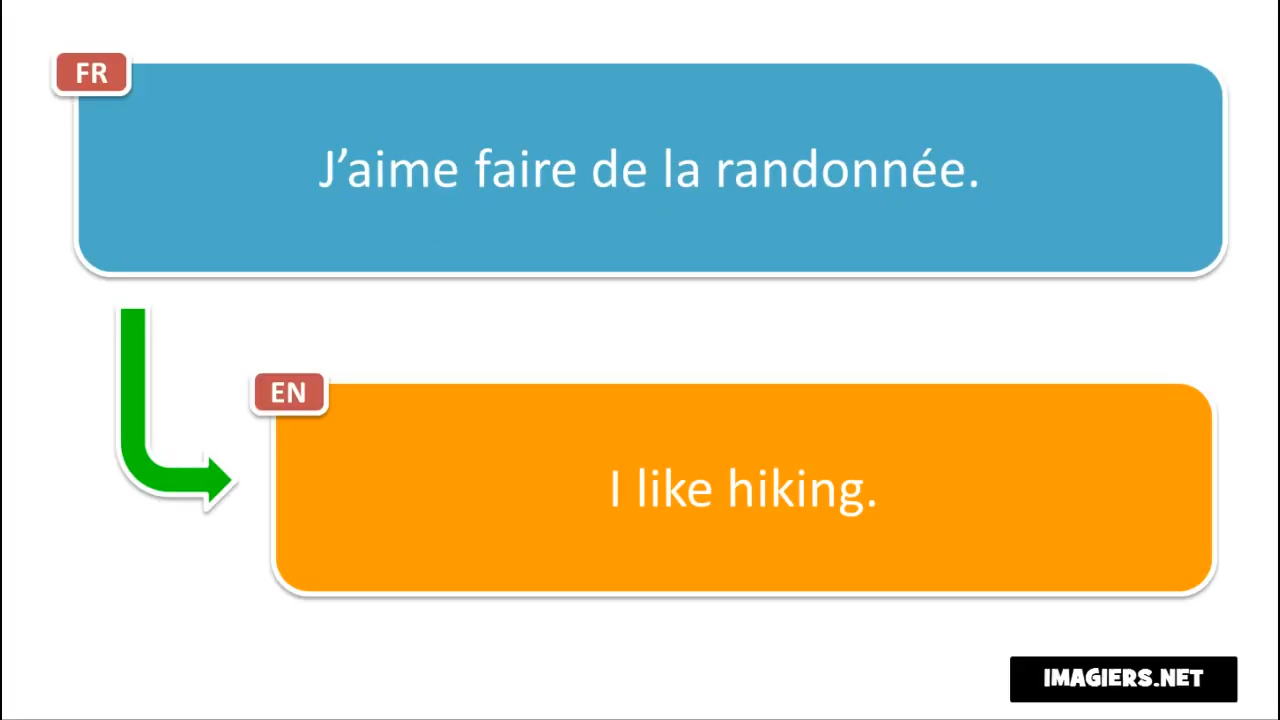 FR
J’aime faire de la randonnée.
EN
I like hiking.
IMAGIERS.NET